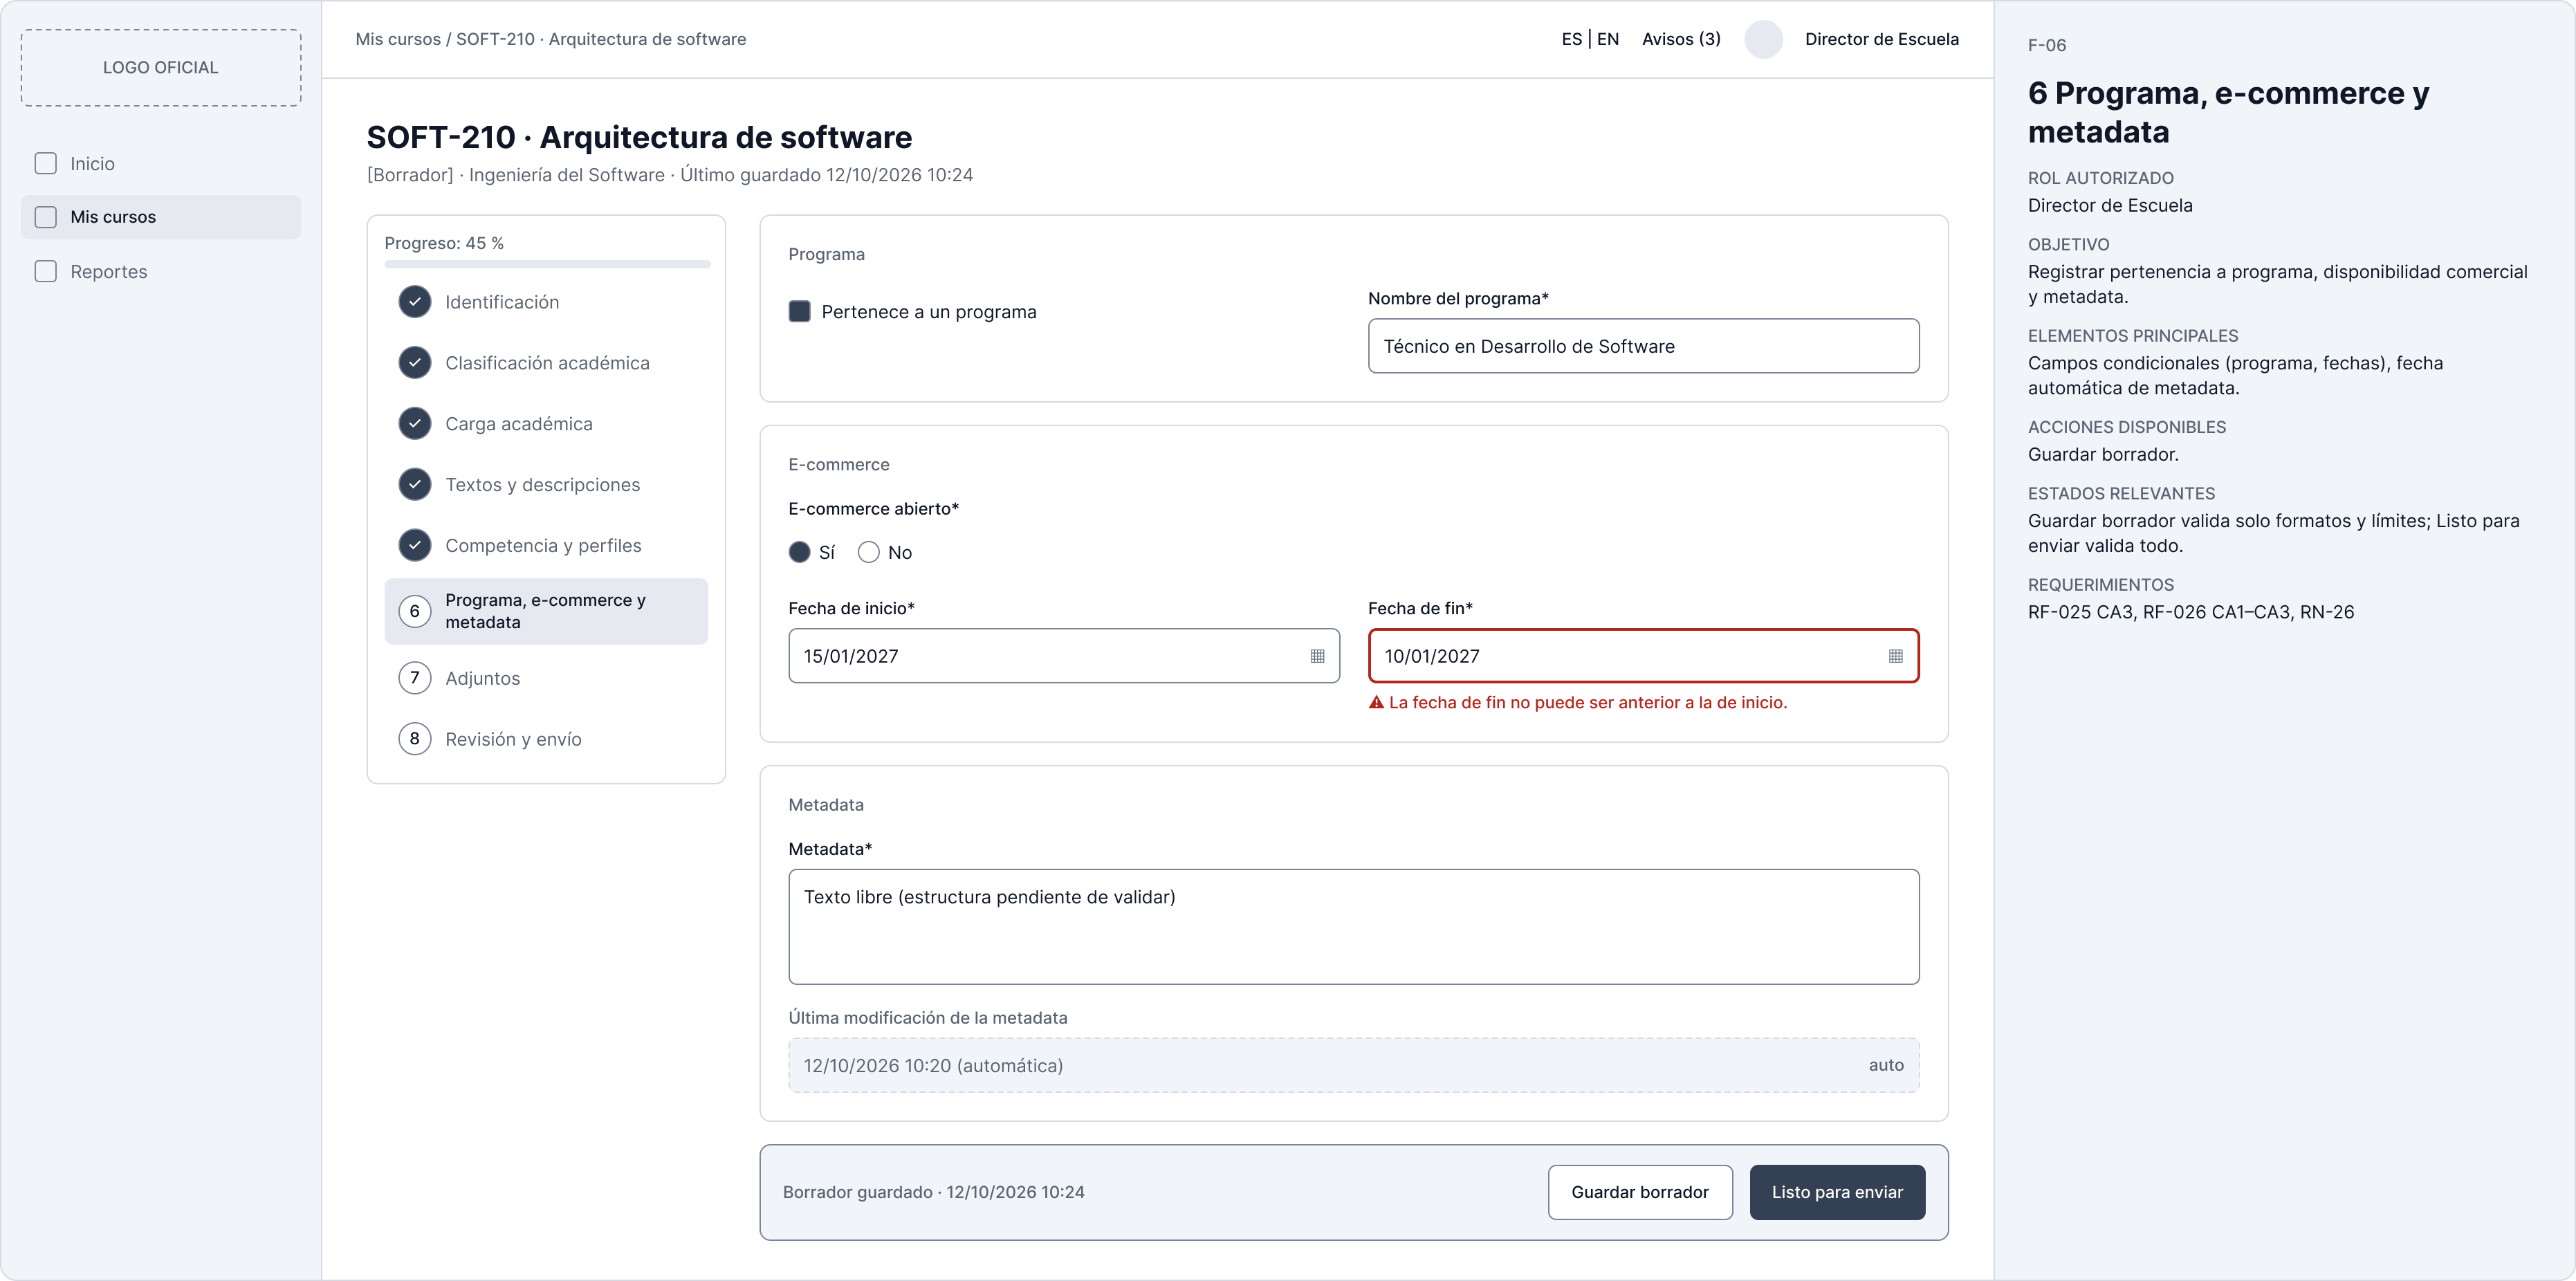 LOGO OFICIAL
Inicio
Mis cursos
Reportes
Mis cursos / SOFT-210 · Arquitectura de software
ES | EN
Avisos (3)
Director de Escuela
SOFT-210 · Arquitectura de software
[Borrador] · Ingeniería del Software · Último guardado 12/10/2026 10:24
Progreso: 45 %
Identificación
Clasificación académica
Carga académica
Textos y descripciones
Competencia y perfiles
6 Programa, e-commerce y
metadata
7 Adjuntos
8 Revisión y envío
Programa
Pertenece a un programa
Nombre del programa*
Técnico en Desarrollo de Software
E-commerce
E-commerce abierto*
Sí
No
Fecha de inicio*
15/01/2027
Fecha de fin*
10/01/2027
La fecha de fin no puede ser anterior a la de inicio.
Metadata
Metadata*
Texto libre (estructura pendiente de validar)
Última modificación de la metadata
12/10/2026 10:20 (automática)
auto
Borrador guardado · 12/10/2026 10:24
Guardar borrador
Listo para enviar
F-06
6 Programa, e-commerce y
metadata
ROL AUTORIZADO
Director de Escuela
OBJETIVO
Registrar pertenencia a programa, disponibilidad comercial
y metadata.
ELEMENTOS PRINCIPALES
Campos condicionales (programa, fechas), fecha
automática de metadata.
ACCIONES DISPONIBLES
Guardar borrador.
ESTADOS RELEVANTES
Guardar borrador valida solo formatos y límites; Listo para
enviar valida todo.
REQUERIMIENTOS
RF-025 CA3, RF-026 CA1–CA3, RN-26